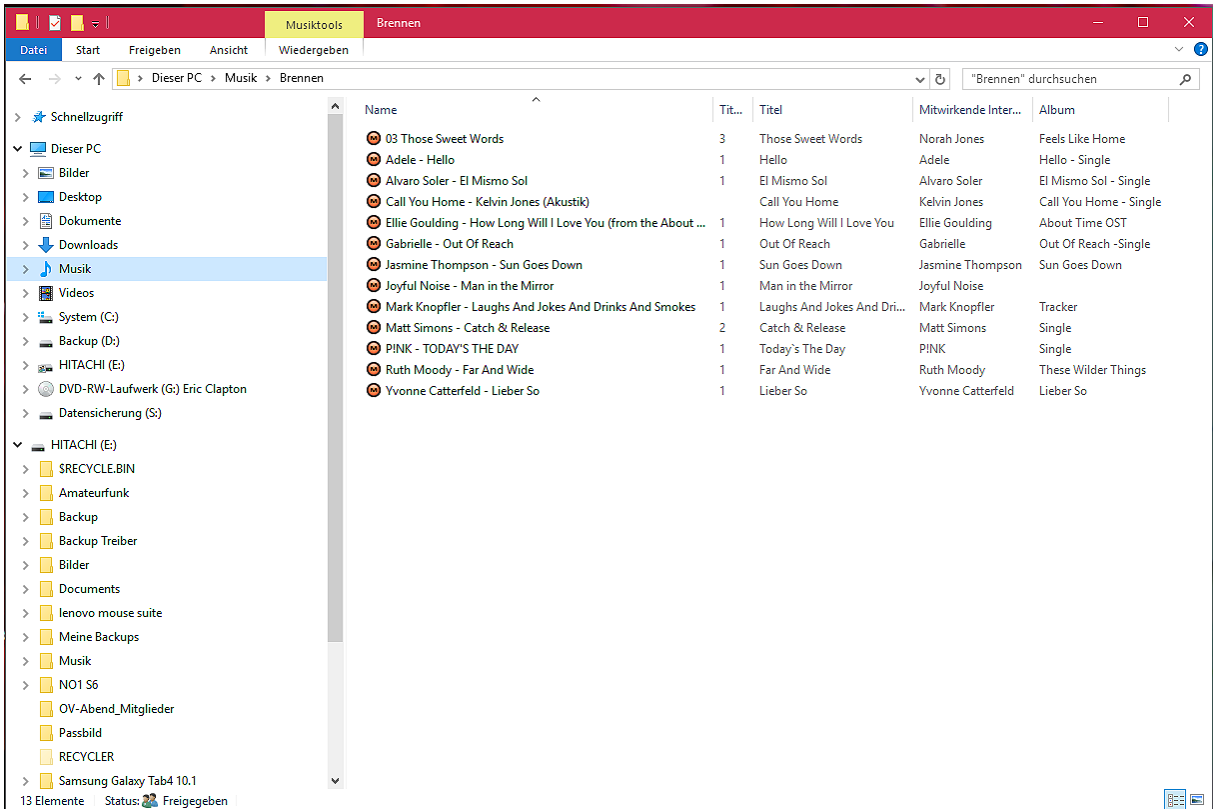 Musiktools Brennen
Datei Start Freigeben Ansicht Wiedergeben
Dieser PC Musik Brennen "Brennen" durchsuchen
Schnellzugriff
Dieser PC
Bilder
Desktop
Dokumente
Downloads
Musik
Videos
System (C:)
Backup (D:)
HITACHI (E:)
DVD-RW-Laufwerk (G:) Eric Clapton
Datensicherung (S:)
HITACHI (E:)
$RECYCLE.BIN
Amateurfunk
Backup
Backup Treiber
Bilder
Documents
lenovo mouse suite
Meine Backups
Musik
NO1 S6
OV-Abend_Mitglieder
Passbild
RECYCLER
Samsung Galaxy Tab4 10.1
Name Tit... Titel Mitwirkende Inter... Album
03 Those Sweet Words 3 Those Sweet Words Norah Jones Feels Like Home
Adele - Hello 1 Hello Adele Hello - Single
Alvaro Soler - El Mismo Sol 1 El Mismo Sol Alvaro Soler El Mismo Sol - Single
Call You Home - Kelvin Jones (Akustik) Call You Home Kelvin Jones Call You Home - Single
Ellie Goulding - How Long Will I Love You (from the About ... 1 How Long Will I Love You Ellie Goulding About Time OST
Gabrielle - Out Of Reach 1 Out Of Reach Gabrielle Out Of Reach -Single
Jasmine Thompson - Sun Goes Down 1 Sun Goes Down Jasmine Thompson Sun Goes Down
Joyful Noise - Man in the Mirror 1 Man in the Mirror Joyful Noise
Mark Knopfler - Laughs And Jokes And Drinks And Smokes 1 Laughs And Jokes And Dri... Mark Knopfler Tracker
Matt Simons - Catch & Release 2 Catch & Release Matt Simons Single
P!NK - TODAY'S THE DAY 1 Today`s The Day P!NK Single
Ruth Moody - Far And Wide 1 Far And Wide Ruth Moody These Wilder Things
Yvonne Catterfeld - Lieber So 1 Lieber So Yvonne Catterfeld Lieber So
13 Elemente Status: Freigegeben